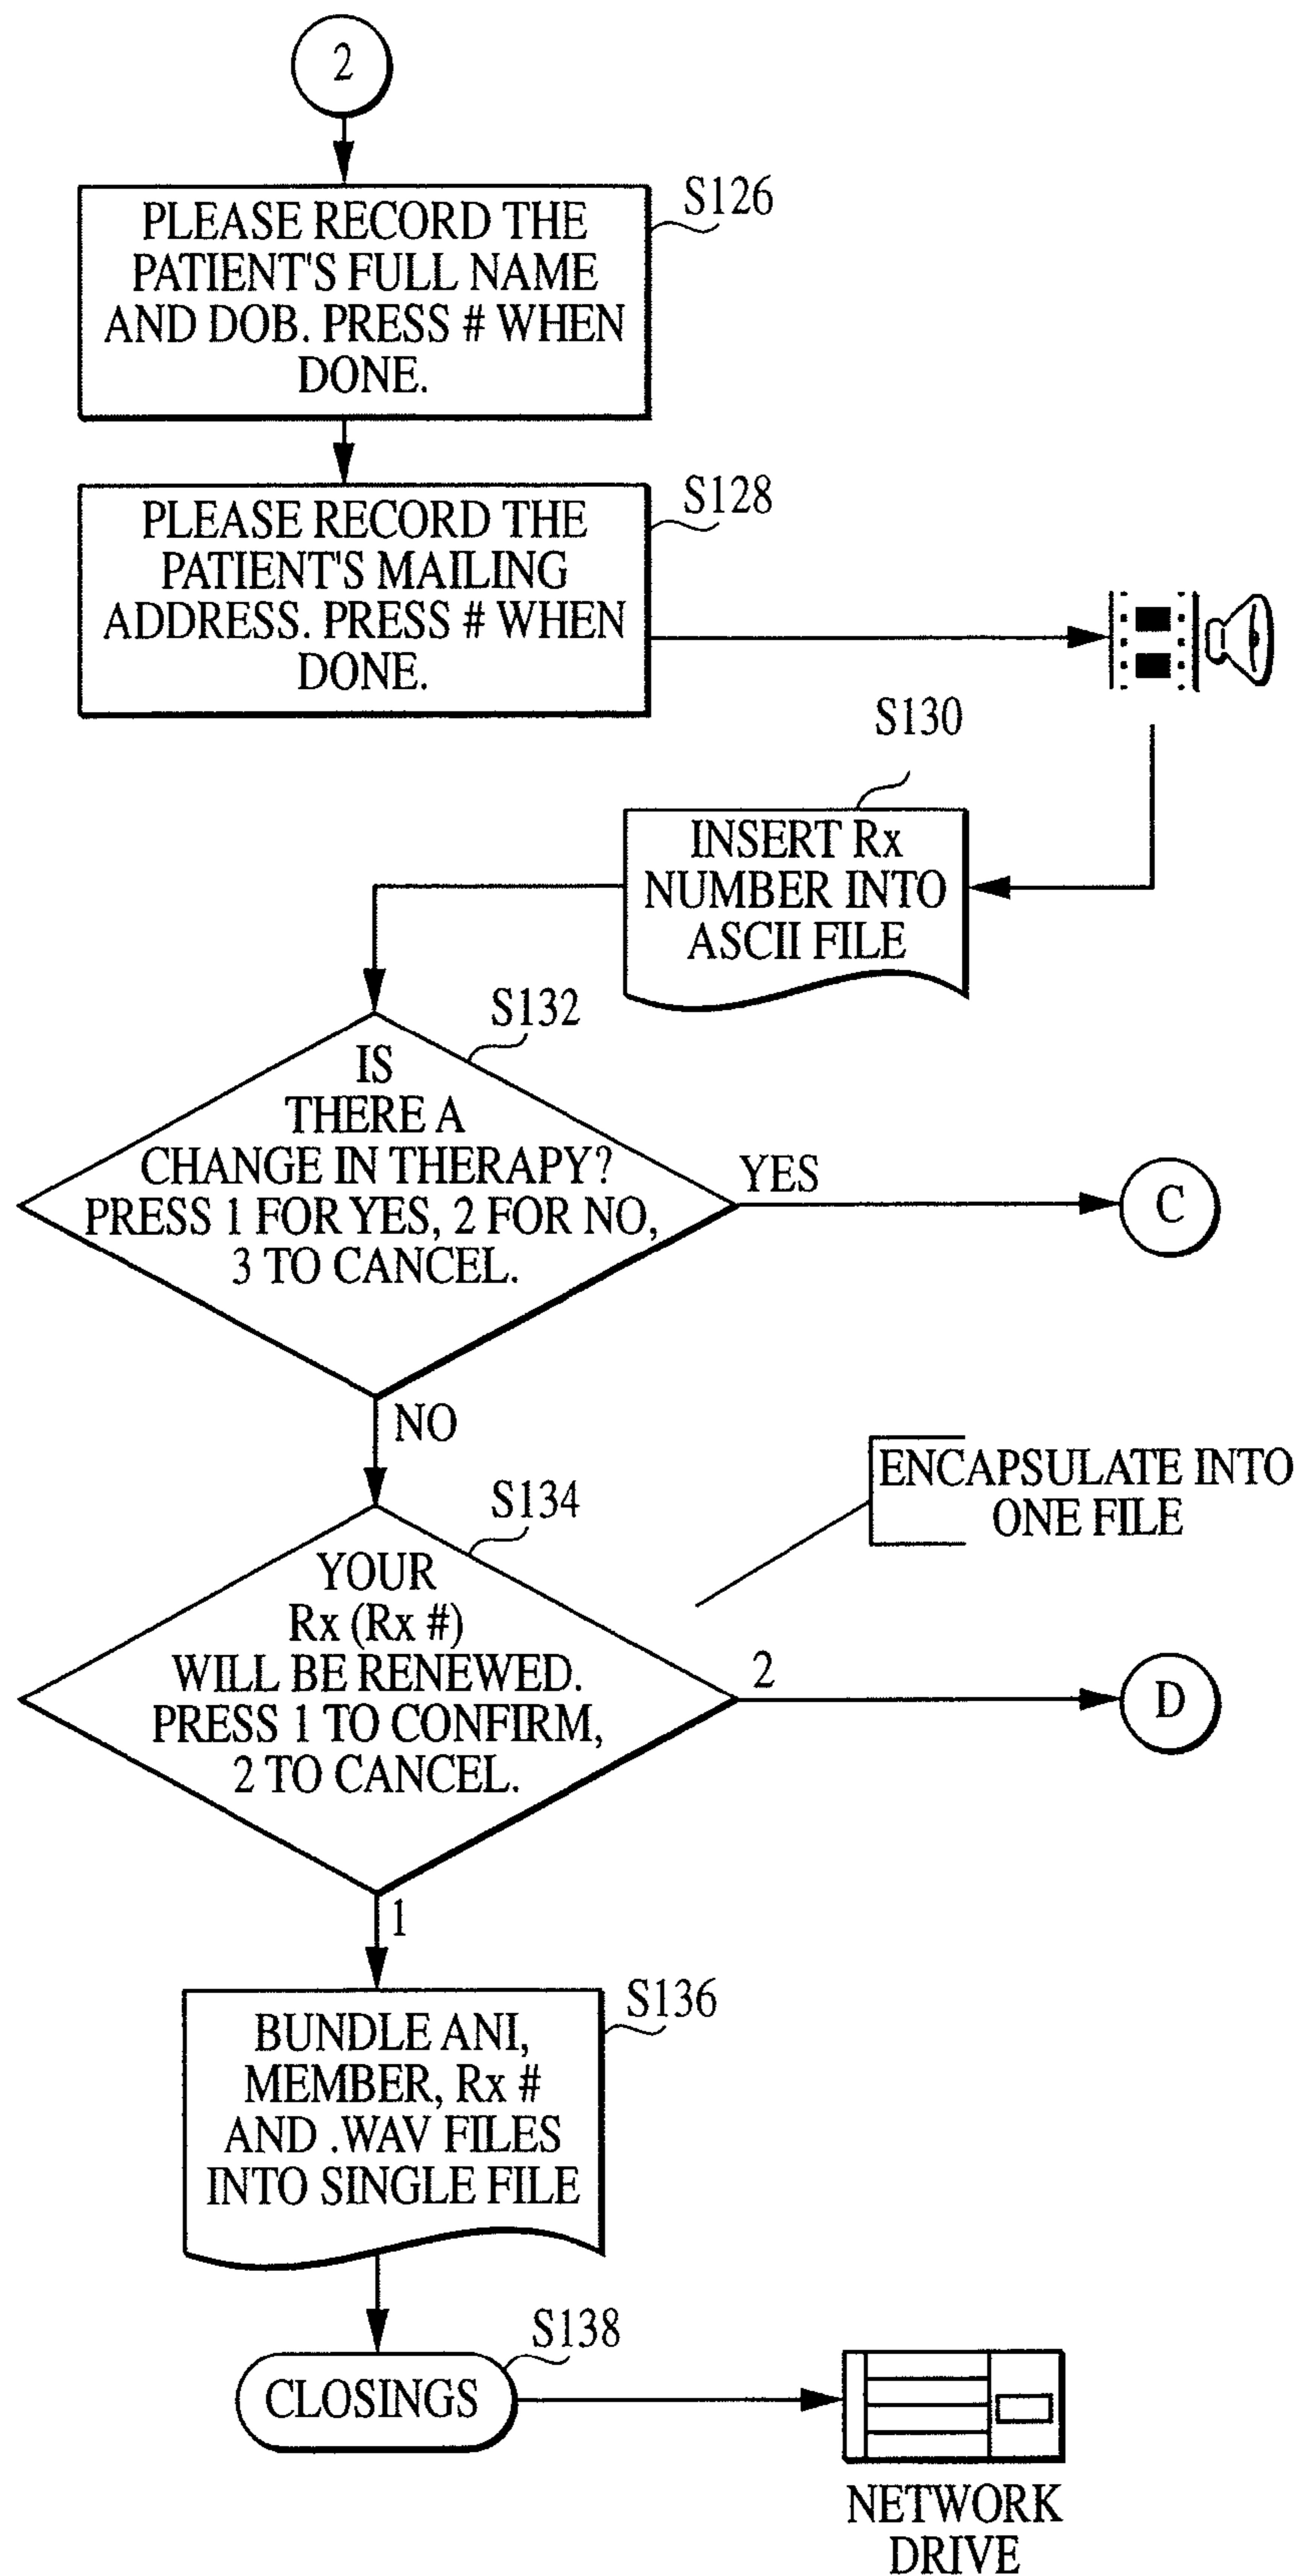 2
S126
PLEASE RECORD THE
PATIENT'S FULL NAME
AND DOB. PRESS # WHEN
DONE.
S128
PLEASE RECORD THE
PATIENT'S MAILING
ADDRESS. PRESS # WHEN
DONE.
S130
INSERT Rx
NUMBER INTO
ASCII FILE
S132
IS
THERE A
CHANGE IN THERAPY?
PRESS 1 FOR YES, 2 FOR NO,
3 TO CANCEL.
YES
C
NO
ENCAPSULATE INTO
ONE FILE
S134
YOUR
Rx (Rx #)
WILL BE RENEWED.
PRESS 1 TO CONFIRM,
2 TO CANCEL.
2
D
1
S136
BUNDLE ANI,
MEMBER, Rx #
AND .WAV FILES
INTO SINGLE FILE
S138
CLOSINGS
NETWORK
DRIVE